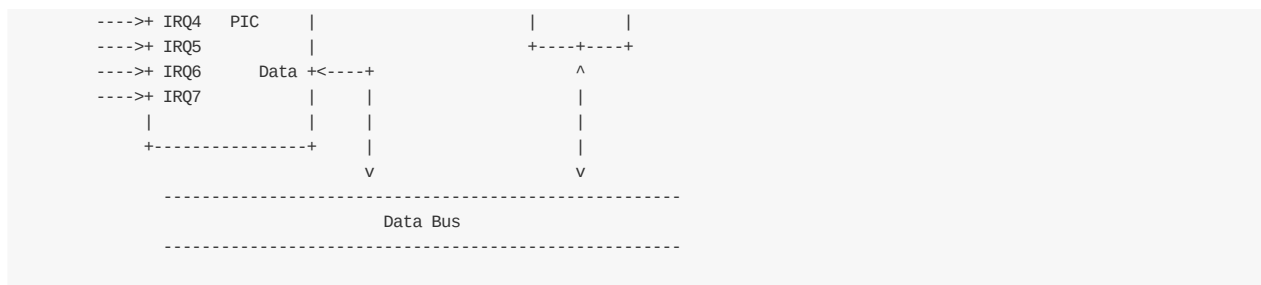 ---->+ IRQ4   PIC      |                       |         |
---->+ IRQ5            |                       +----+----+
---->+ IRQ6      Data +<----+                     ^
---->+ IRQ7            |     |                     |
     |                |     |                     |
     +----------------+     |                     |
                            v                     v
       ------------------------------------------------------
                              Data Bus
       ------------------------------------------------------